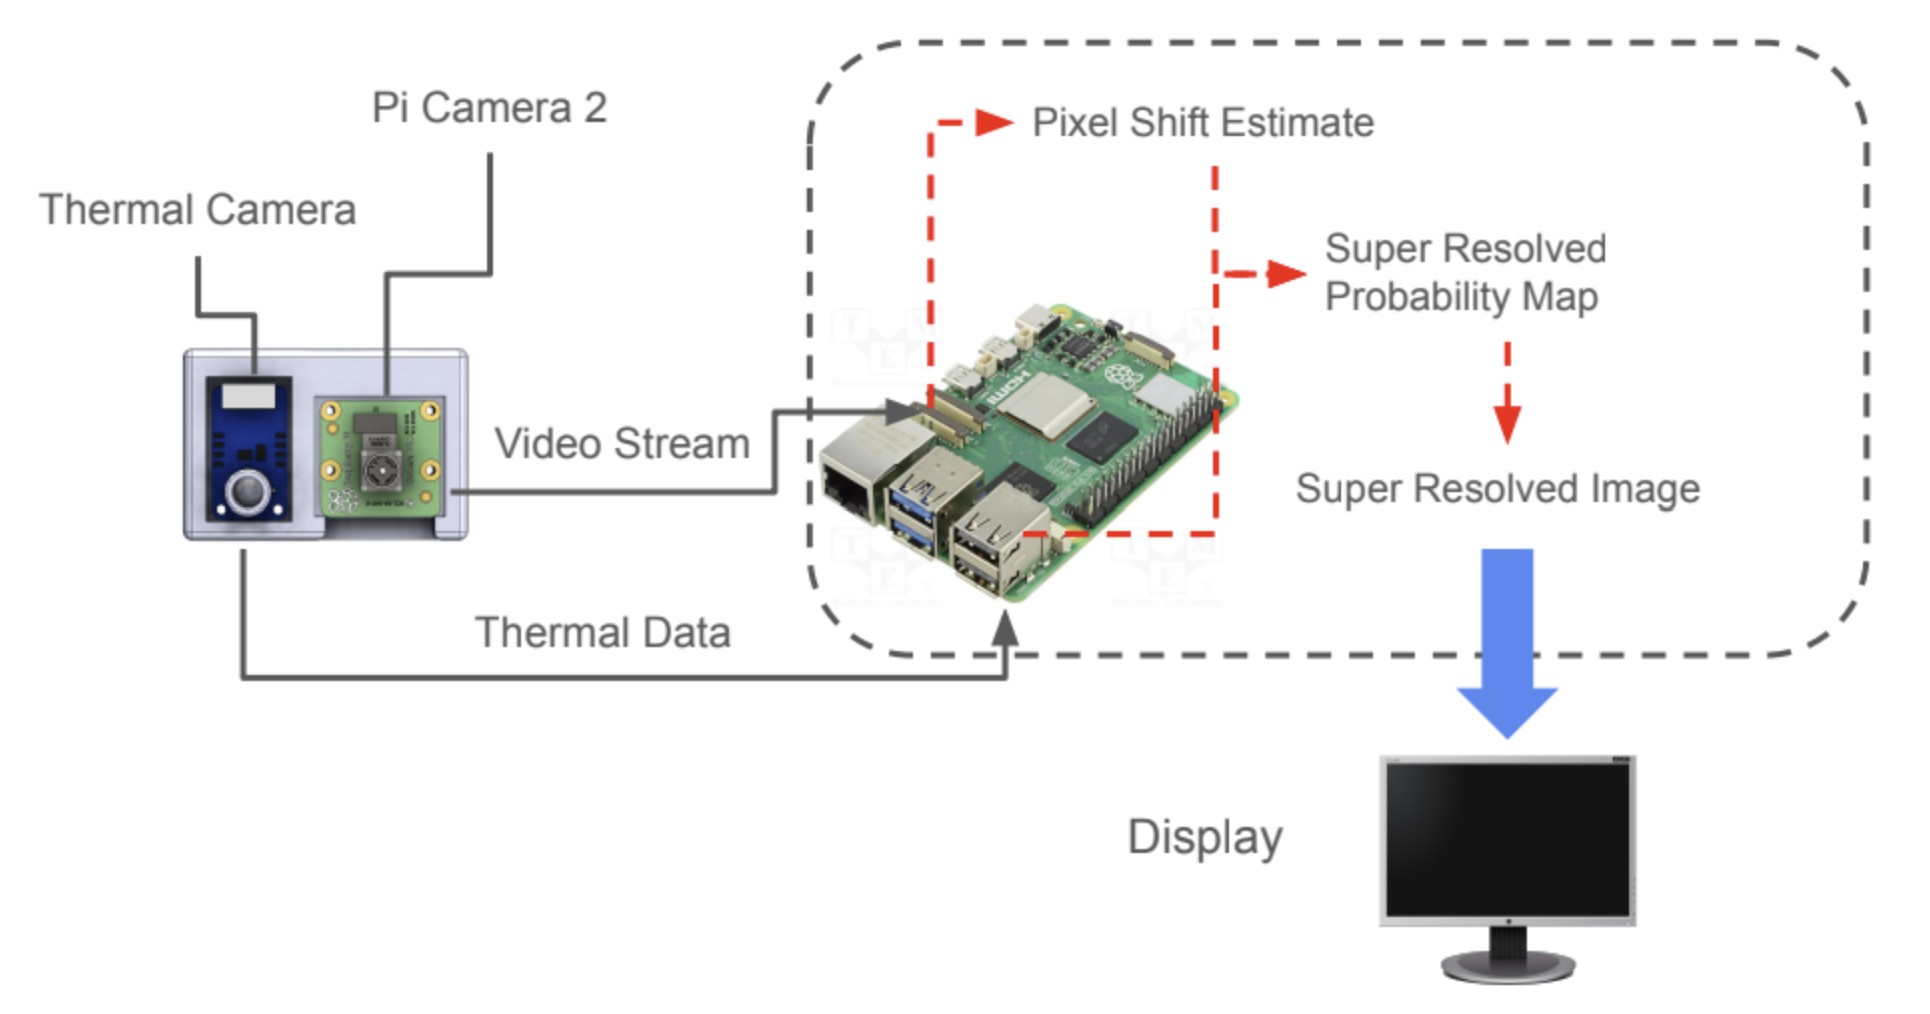 Pi Camera 2
Pixel Shift Estimate
Thermal Camera
Super Resolved
Probability Map
HDMI
Video Stream
Super Resolved Image
Thermal Data
Display